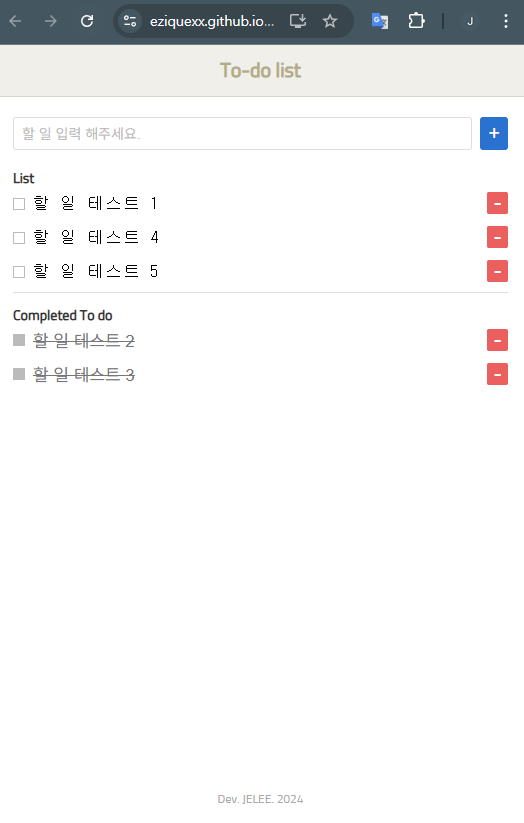 eziquexx.github.io...
J
To-do list
할 일 입력 해주세요.
+
List
할 일 테스트 1
-
할 일 테스트 4
-
할 일 테스트 5
-
Completed To do
할 일 테스트 2
-
할 일 테스트 3
-
Dev. JELEE. 2024